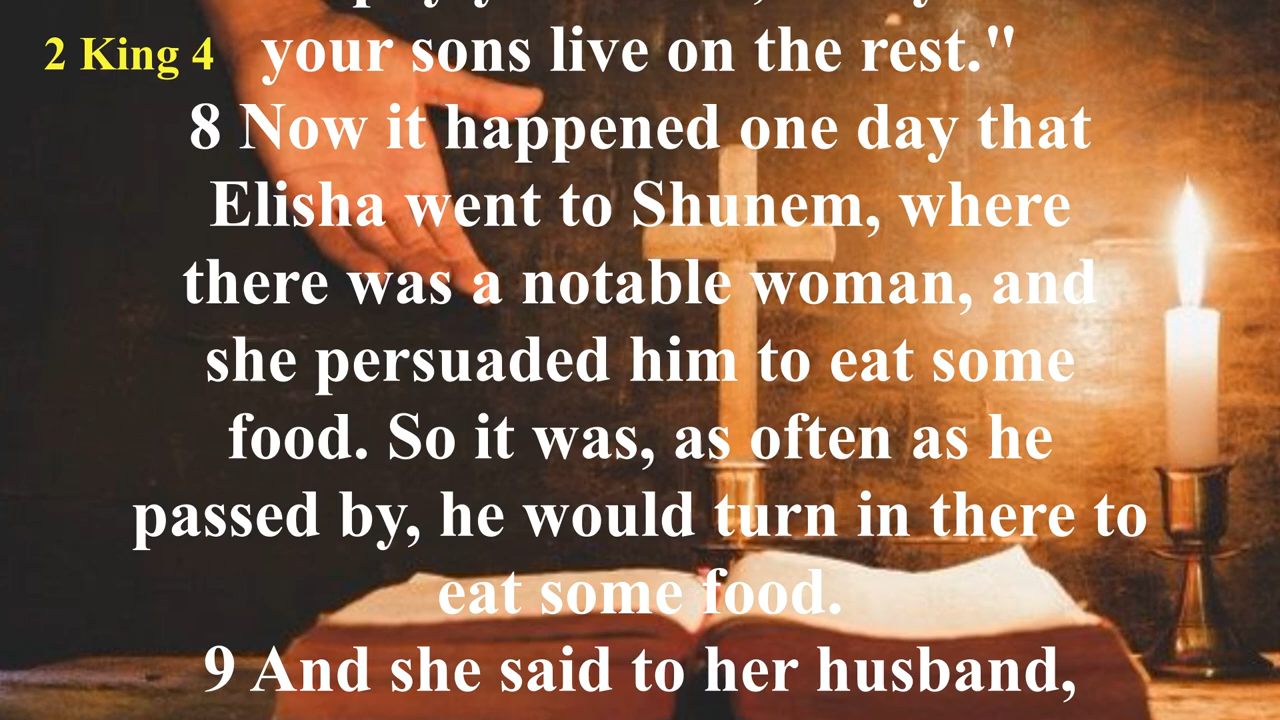 2 King 4
your sons live on the rest."
8 Now it happened one day that
Elisha went to Shunem, where
there was a notable woman, and
she persuaded him to eat some
food. So it was, as often as he
passed by, he would turn in there to
eat some food.
9 And she said to her husband,